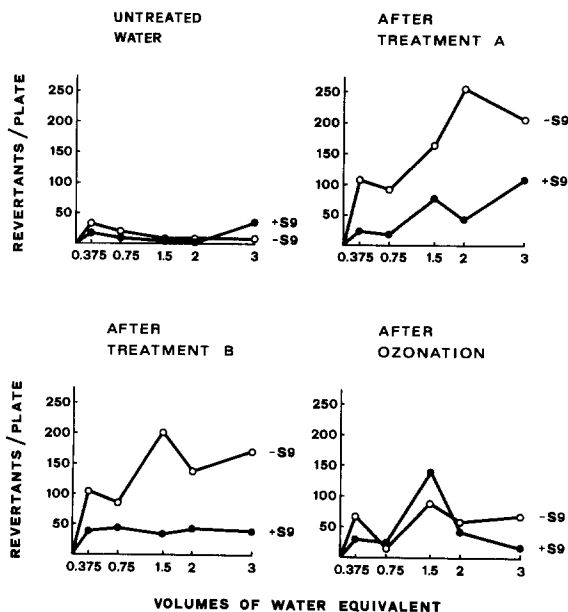 UNTREATED
WATER
AFTER
TREATMENT A
REVERTANTS / PLATE
250
200
150
100
50
+S9
-S9
0.375 0.75 1.5 2 3
250
200
150
100
50
-S9
+S9
0.375 0.75 1.5 2 3
AFTER
TREATMENT B
AFTER
OZONATION
REVERTANTS / PLATE
250
200
150
100
50
-S9
+S9
0.375 0.75 1.5 2 3
250
200
150
100
50
-S9
+S9
0.375 0.75 1.5 2 3
VOLUMES OF WATER EQUIVALENT